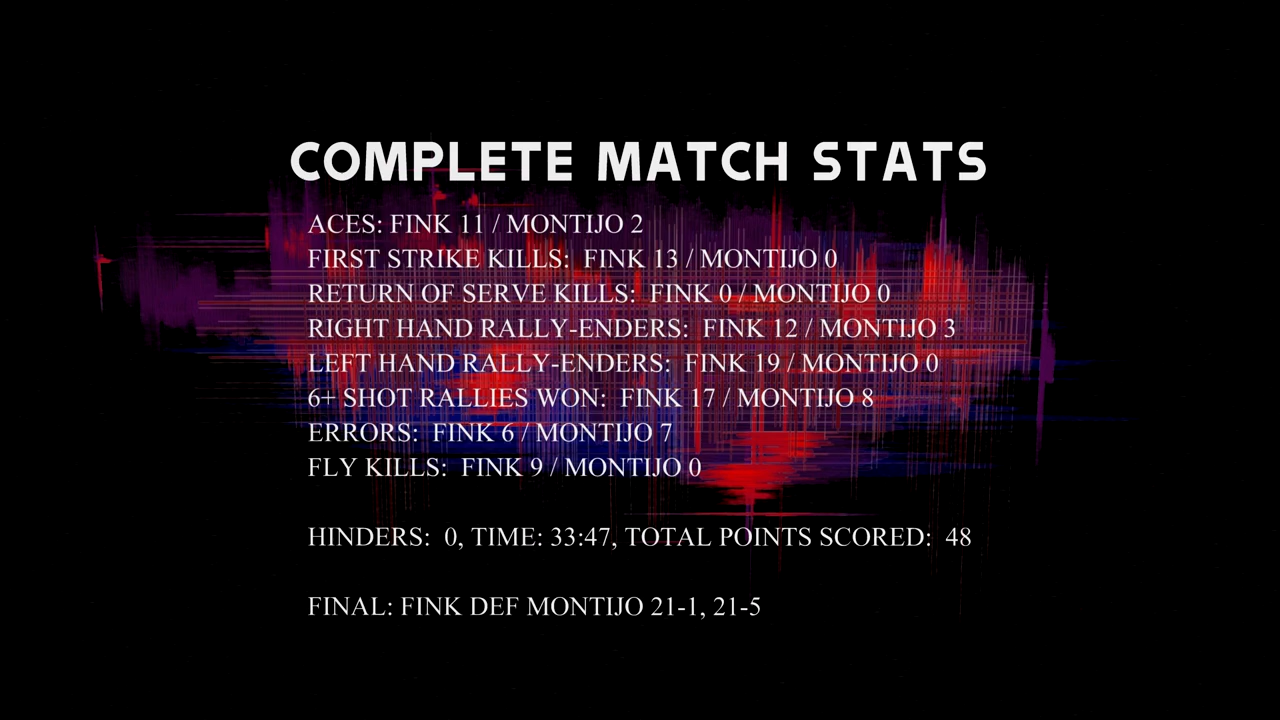 COMPLETE MATCH STATS
ACES: FINK 11 / MONTIJO 2
FIRST STRIKE KILLS:  FINK 13 / MONTIJO 0
RETURN OF SERVE KILLS:  FINK 0 / MONTIJO 0
RIGHT HAND RALLY-ENDERS:  FINK 12 / MONTIJO 3
LEFT HAND RALLY-ENDERS:  FINK 19 / MONTIJO 0
6+ SHOT RALLIES WON:  FINK 17 / MONTIJO 8
ERRORS:  FINK 6 / MONTIJO 7
FLY KILLS:  FINK 9 / MONTIJO 0
HINDERS:  0, TIME: 33:47, TOTAL POINTS SCORED:  48
FINAL: FINK DEF MONTIJO 21-1, 21-5